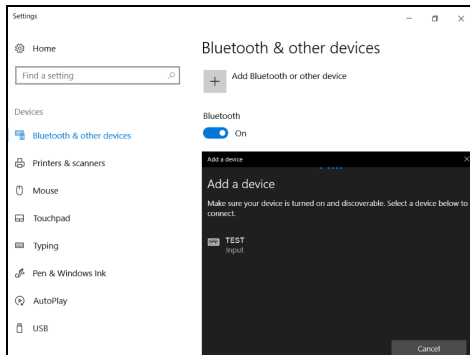 Settings
Home
Find a setting
Devices
Bluetooth & other devices
Printers & scanners
Mouse
Touchpad
Typing
Pen & Windows Ink
AutoPlay
USB
Bluetooth & other devices
Add Bluetooth or other device
Bluetooth
On
Add a device
Add a device
Make sure your device is turned on and discoverable. Select a device below to
connect.
TEST
Input
Cancel